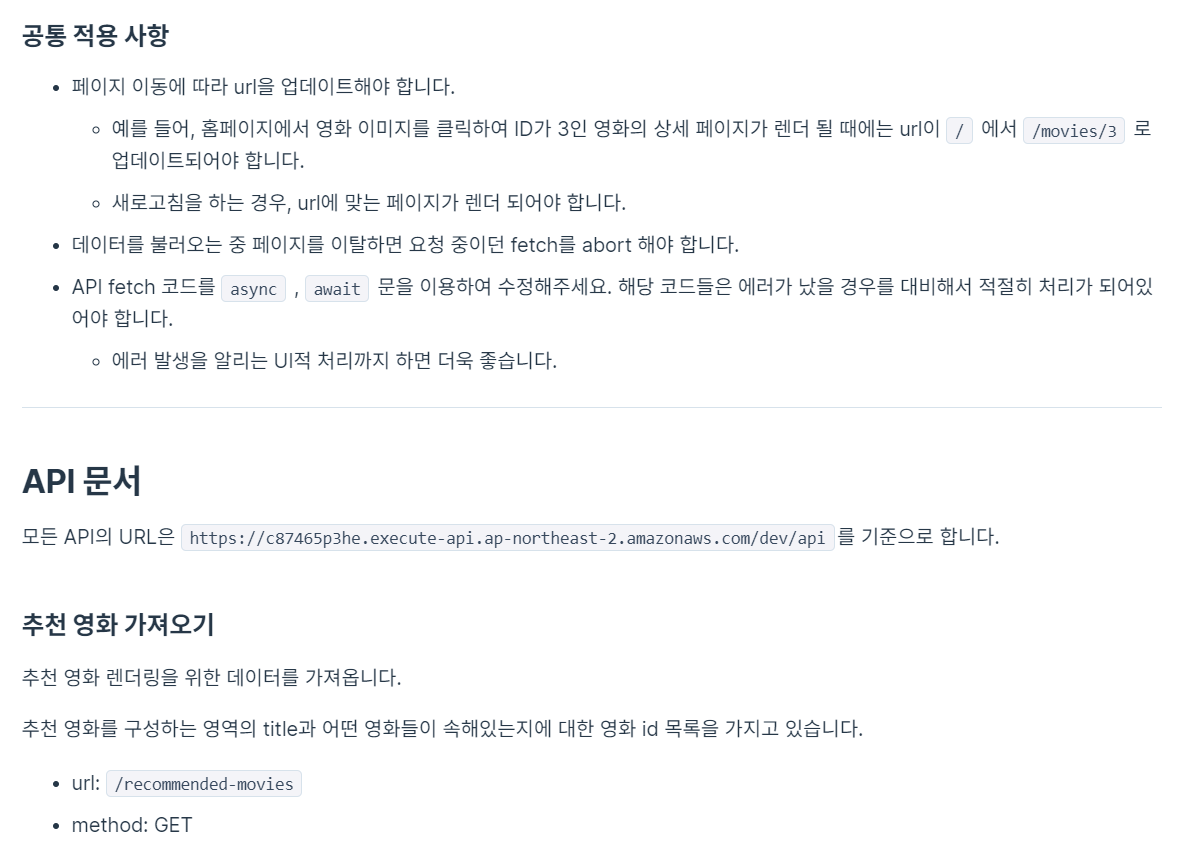 공통 적용 사항
페이지 이동에 따라 url을 업데이트해야 합니다.
예를 들어, 홈페이지에서 영화 이미지를 클릭하여 ID가 3인 영화의 상세 페이지가 렌더 될 때에는 url이 / 에서 /movies/3 로
업데이트되어야 합니다.
새로고침을 하는 경우, url에 맞는 페이지가 렌더 되어야 합니다.
데이터를 불러오는 중 페이지를 이탈하면 요청 중이던 fetch를 abort 해야 합니다.
API fetch 코드를 async , await 문을 이용하여 수정해주세요. 해당 코드들은 에러가 났을 경우를 대비해서 적절히 처리가 되어있
어야 합니다.
에러 발생을 알리는 UI적 처리까지 하면 더욱 좋습니다.
API 문서
모든 API의 URL은 https://c87465p3he.execute-api.ap-northeast-2.amazonaws.com/dev/api 를 기준으로 합니다.
추천 영화 가져오기
추천 영화 렌더링을 위한 데이터를 가져옵니다.
추천 영화를 구성하는 영역의 title과 어떤 영화들이 속해있는지에 대한 영화 id 목록을 가지고 있습니다.
url: /recommended-movies
method: GET